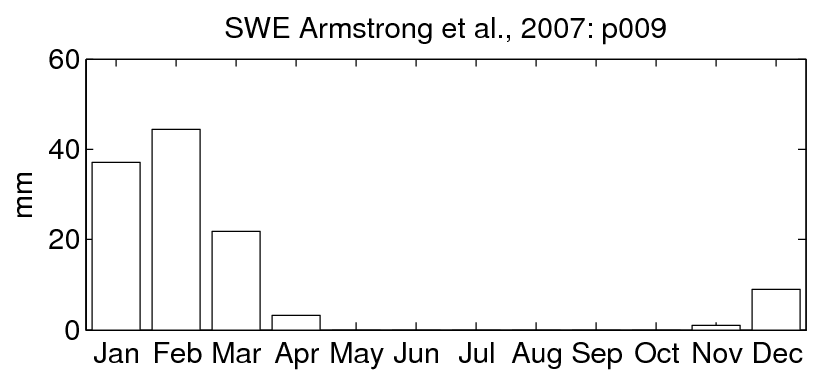 SWE Armstrong et al., 2007: p009
60
40
20
0
mm
Jan Feb Mar Apr May Jun Jul Aug Sep Oct Nov Dec